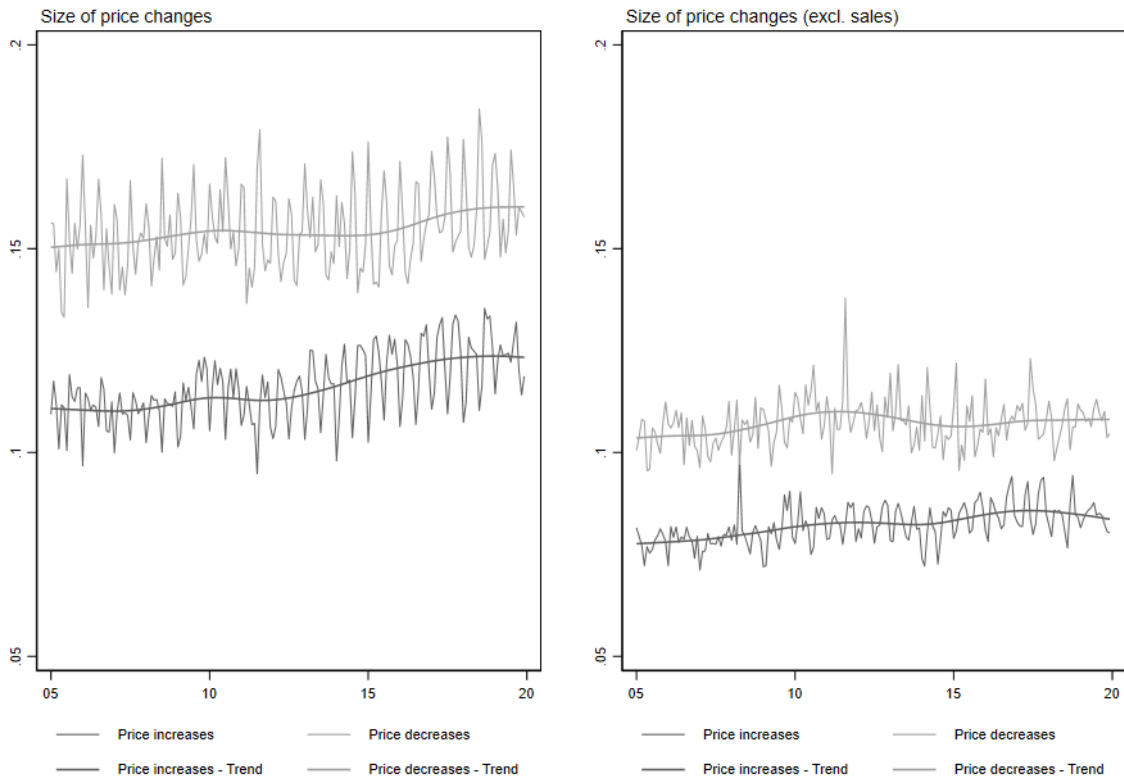 Size of price changes
.2
.15
.1
.05
05 10 15 20
Price increases Price decreases
Price increases - Trend Price decreases - Trend
Size of price changes (excl. sales)
.2
.15
.1
.05
05 10 15 20
Price increases Price decreases
Price increases - Trend Price decreases - Trend